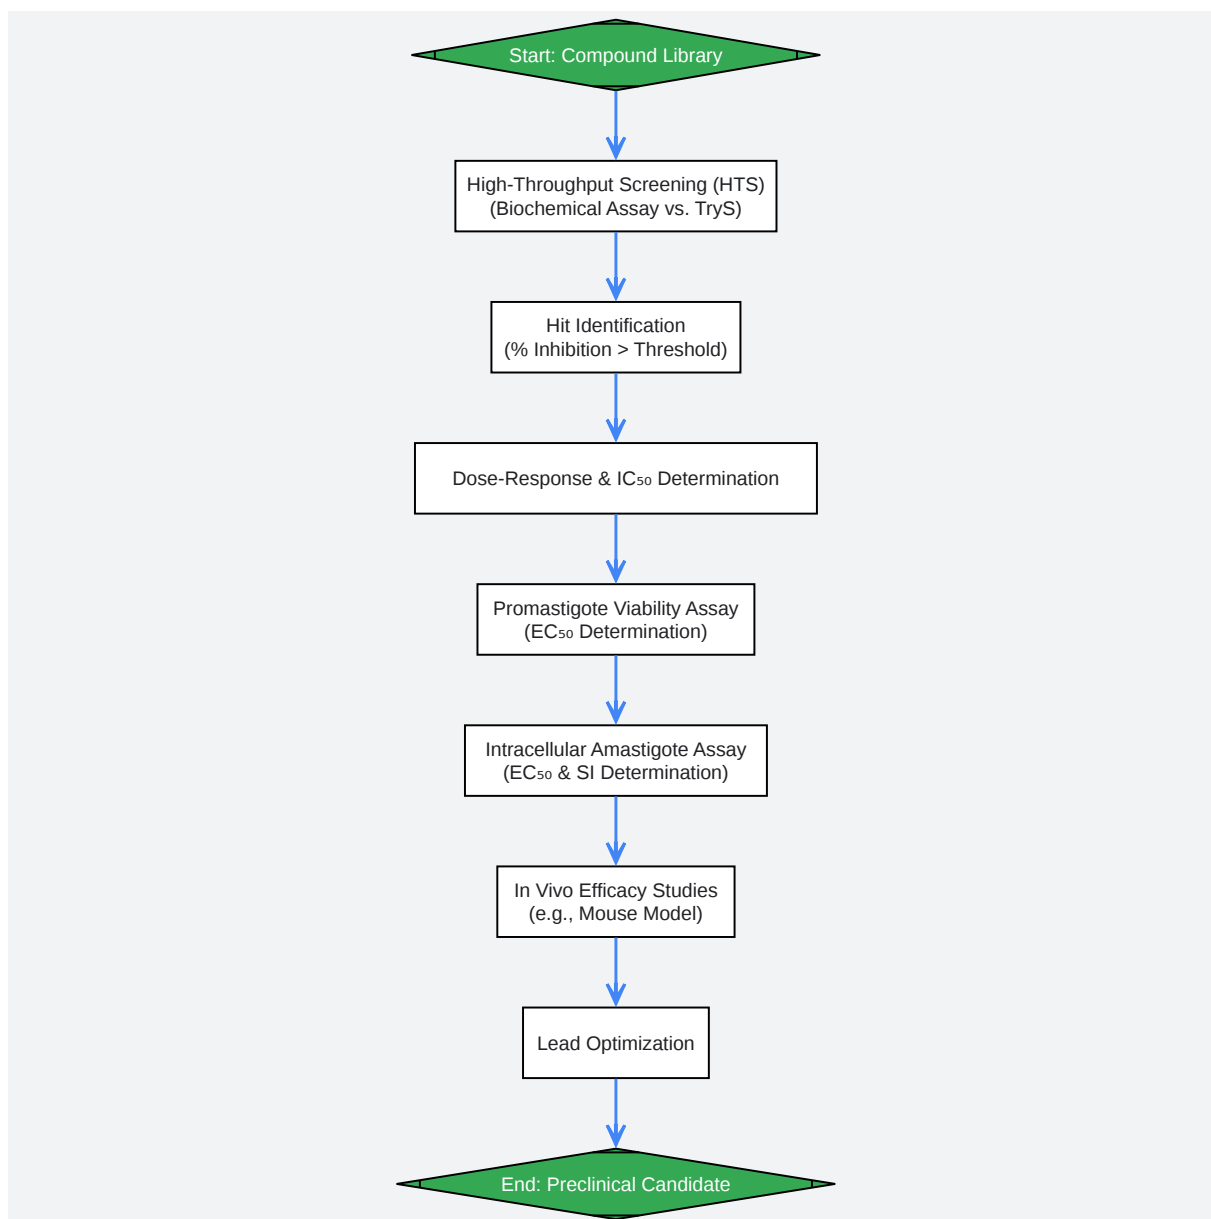 Start: Compound Library
High-Throughput Screening (HTS)
(Biochemical Assay vs. TryS)
Hit Identification
(% Inhibition > Threshold)
Dose-Response & IC₅₀ Determination
Promastigote Viability Assay
(EC₅₀ Determination)
Intracellular Amastigote Assay
(EC₅₀ & SI Determination)
In Vivo Efficacy Studies
(e.g., Mouse Model)
Lead Optimization
End: Preclinical Candidate